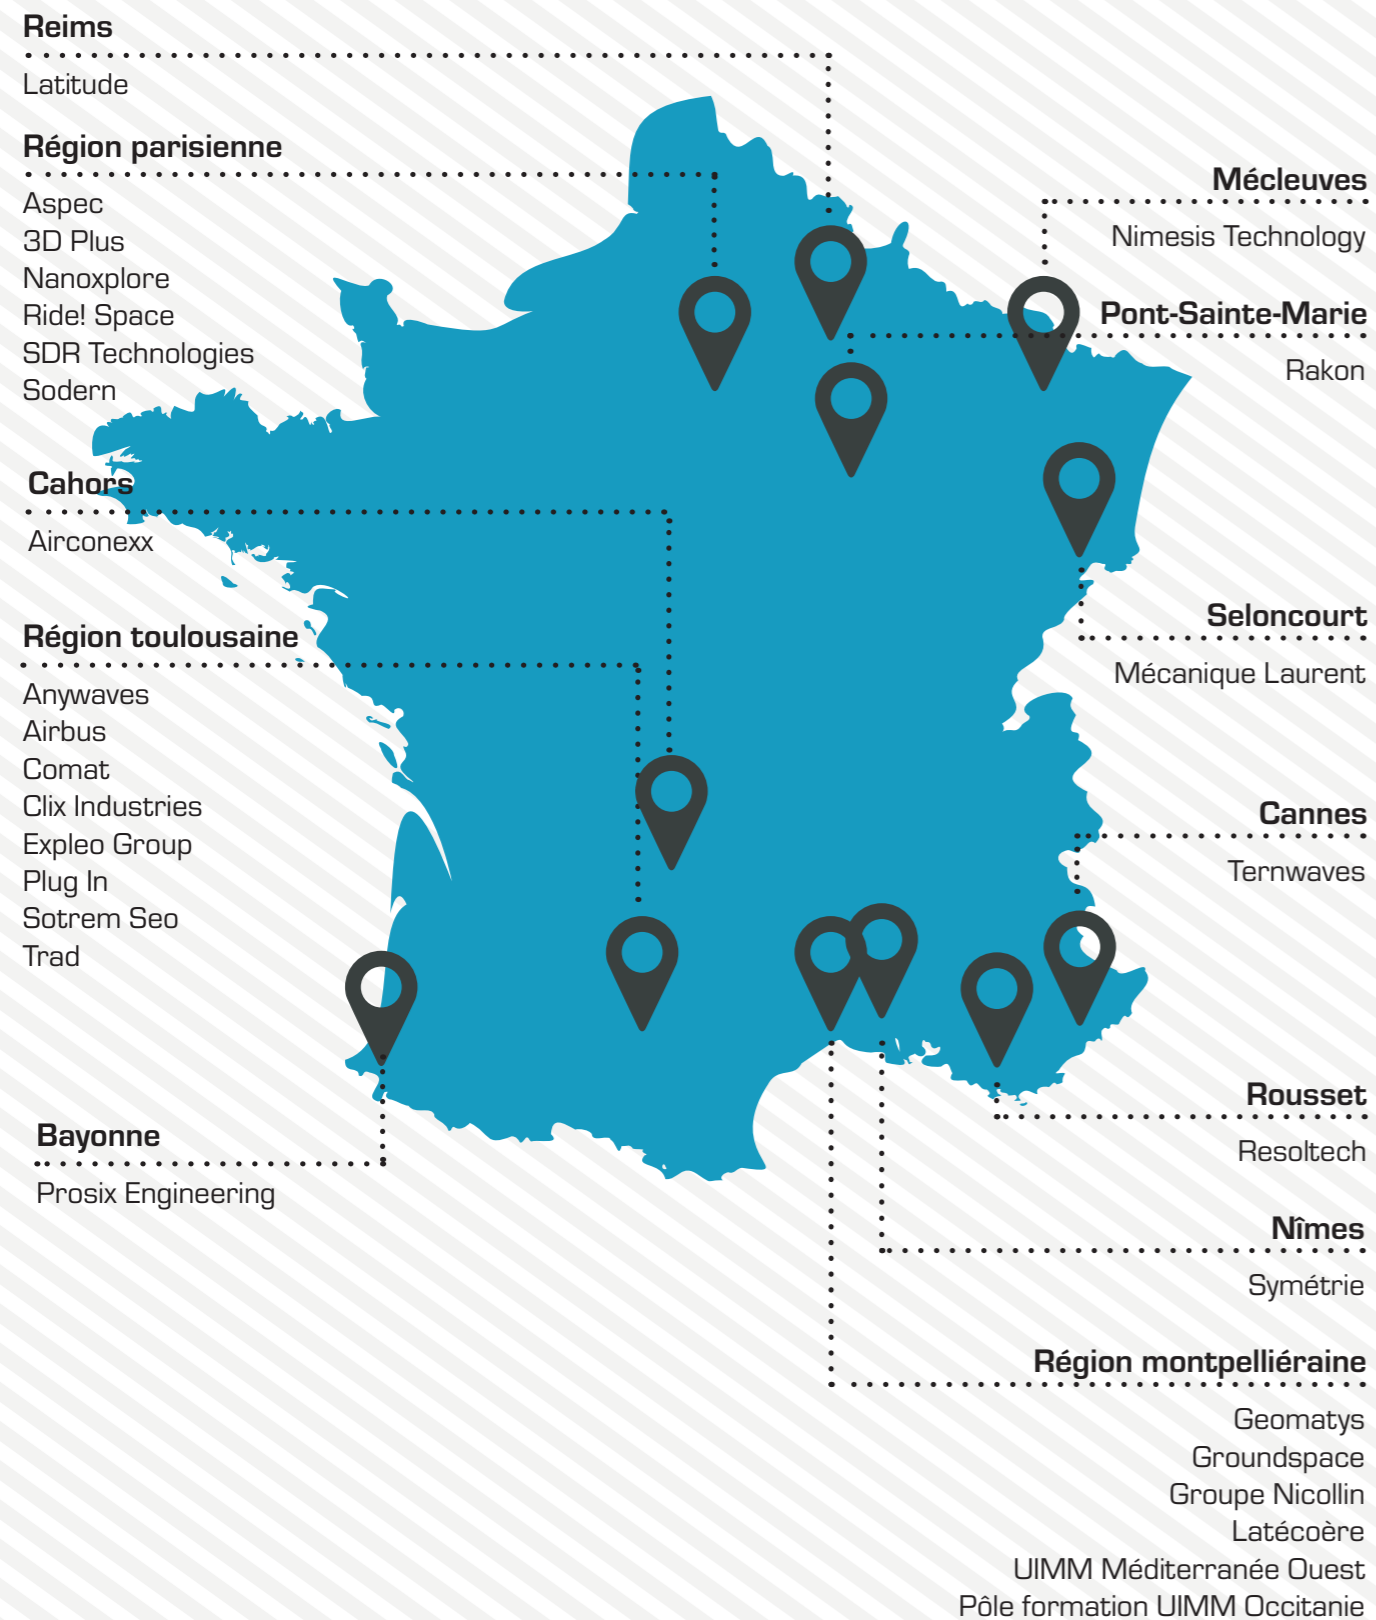 Reims
Latitude
Région parisienne
Aspec
3D Plus
Nanoxplore
Ride! Space
SDR Technologies
Sodern
Cahors
Airconexx
Région toulousaine
Anywaves
Airbus
Comat
Clix Industries
Expleo Group
Plug In
Sotrem Seo
Trad
Bayonne
Prosix Engineering
Mécleuves
Nimesis Technology
Pont-Sainte-Marie
Rakon
Seloncourt
Mécanique Laurent
Cannes
Ternwaves
Rousset
Resoltech
Nîmes
Symétrie
Région montpelliéraine
Geomatys
Groundspace
Groupe Nicollin
Latécoère
UIMM Méditerranée Ouest
Pôle formation UIMM Occitanie